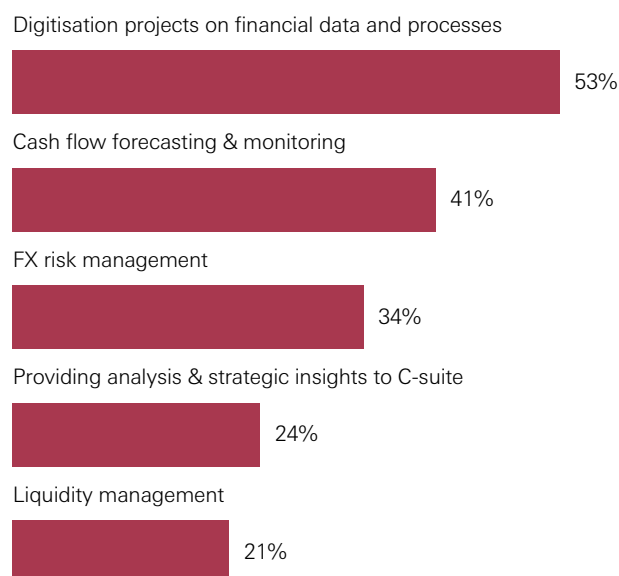 Digitisation projects on financial data and processes
53%
Cash flow forecasting & monitoring
41%
FX risk management
34%
Providing analysis & strategic insights to C-suite
24%
Liquidity management
21%